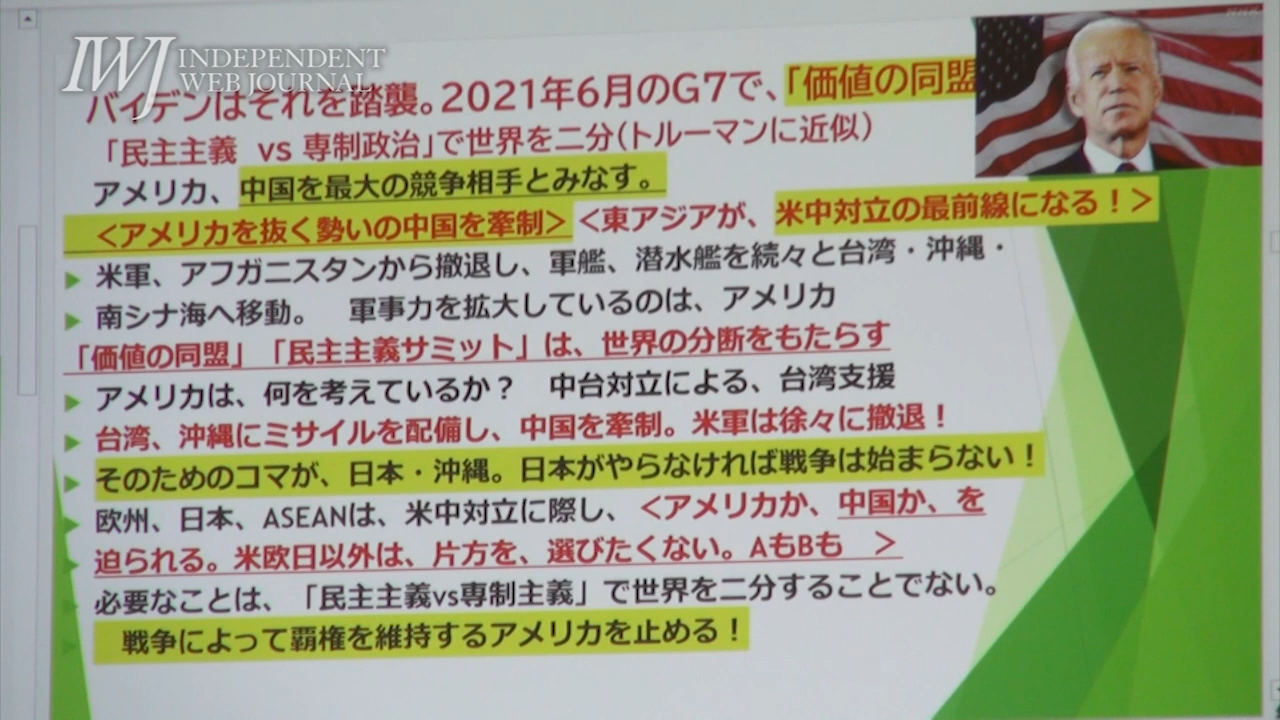 IWJ INDEPENDENT
WEB JOURNAL
NHK
バイデンはそれを踏襲。2021年6月のG7で、「価値の同盟
「民主主義 vs 専制政治」で世界を二分(トルーマンに近似)
アメリカ、中国を最大の競争相手とみなす。
<アメリカを抜く勢いの中国を牽制> <東アジアが、米中対立の最前線になる！>
米軍、アフガニスタンから撤退し、軍艦、潜水艦を続々と台湾・沖縄・
南シナ海へ移動。 軍事力を拡大しているのは、アメリカ
「価値の同盟」「民主主義サミット」は、世界の分断をもたらす
アメリカは、何を考えているか？ 中台対立による、台湾支援
台湾、沖縄にミサイルを配備し、中国を牽制。米軍は徐々に撤退！
そのためのコマが、日本・沖縄。日本がやらなければ戦争は始まらない！
欧州、日本、ASEANは、米中対立に際し、<アメリカか、中国か、を
迫られる。米欧日以外は、片方を、選びたくない。AもBも >
必要なことは、「民主主義vs専制主義」で世界を二分することでない。
戦争によって覇権を維持するアメリカを止める！